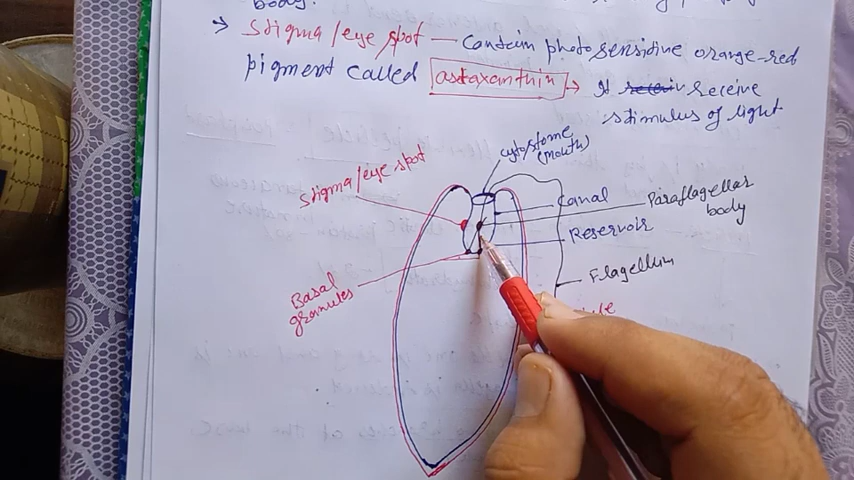 body.
→ Stigma/eye spot – Contain photosensitive orange-red
pigment called astaxanthin → It receive
stimulus of light
cytostome
(mouth)
Stigma/eye spot
Canal
Paraflagellar
body
Reservoir
Flagellum
Basal
granules